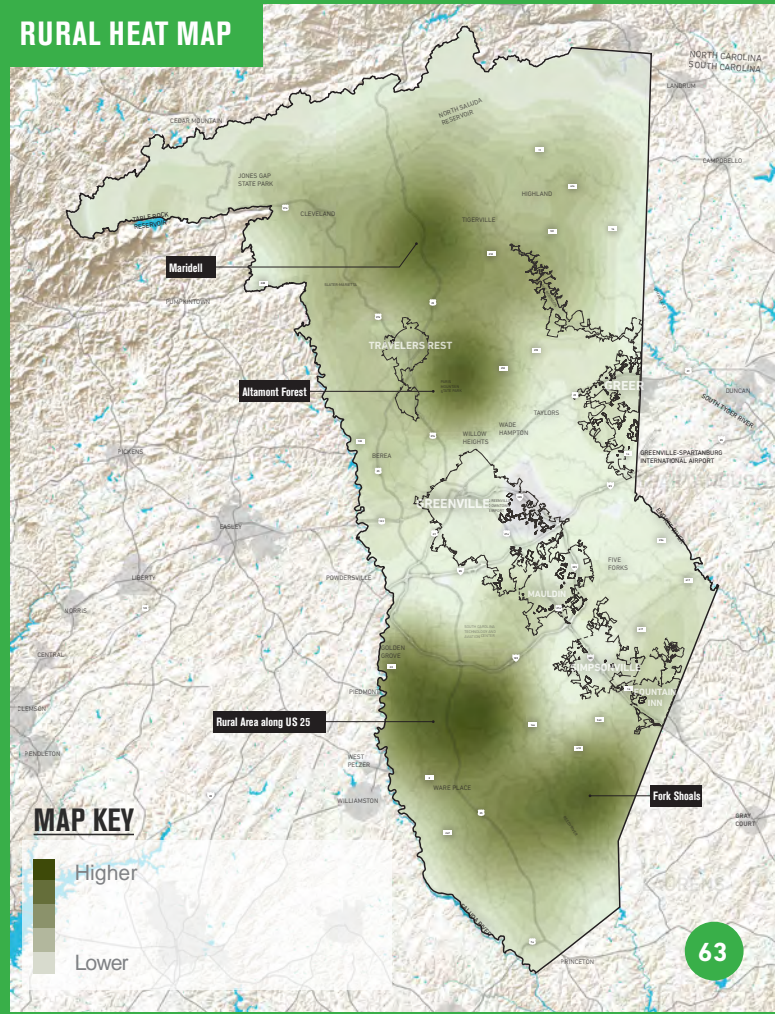 RURAL HEAT MAP
NORTH CAROLINA
SOUTH CAROLINA
LANDRUM
NORTH SALUDA
RESERVOIR
CEDAR MOUNTAIN
CAMPOBELLO
JONES GAP
STATE PARK
HIGHLAND
CLEVELAND
TIGERVILLE
TABLE ROCK
RESERVOIR
Maridell
SLATER-MARIETTA
PUMPKINTOWN
TRAVELERS REST
Altamont Forest
GREER
DUNCAN
SOUTH TYGER RIVER
TAYLORS
WADE
HAMPTON
WILLOW
HEIGHTS
PICKENS
BEREA
GREENVILLE-SPARTANBURG
INTERNATIONAL AIRPORT
GREENVILLE
EASLEY
FIVE
FORKS
LIBERTY
POWDERSVILLE
MAULDIN
NORRIS
CENTRAL
GOLDEN
GROVE
SIMPSONVILLE
PIEDMONT
FOUNTAIN
INN
CLEMSON
Rural Area along US 25
PENDLETON
WEST
PELZER
WARE PLACE
Fork Shoals
WILLIAMSTON
GRAY
COURT
MAP KEY
Higher
Lower
PRINCETON
63